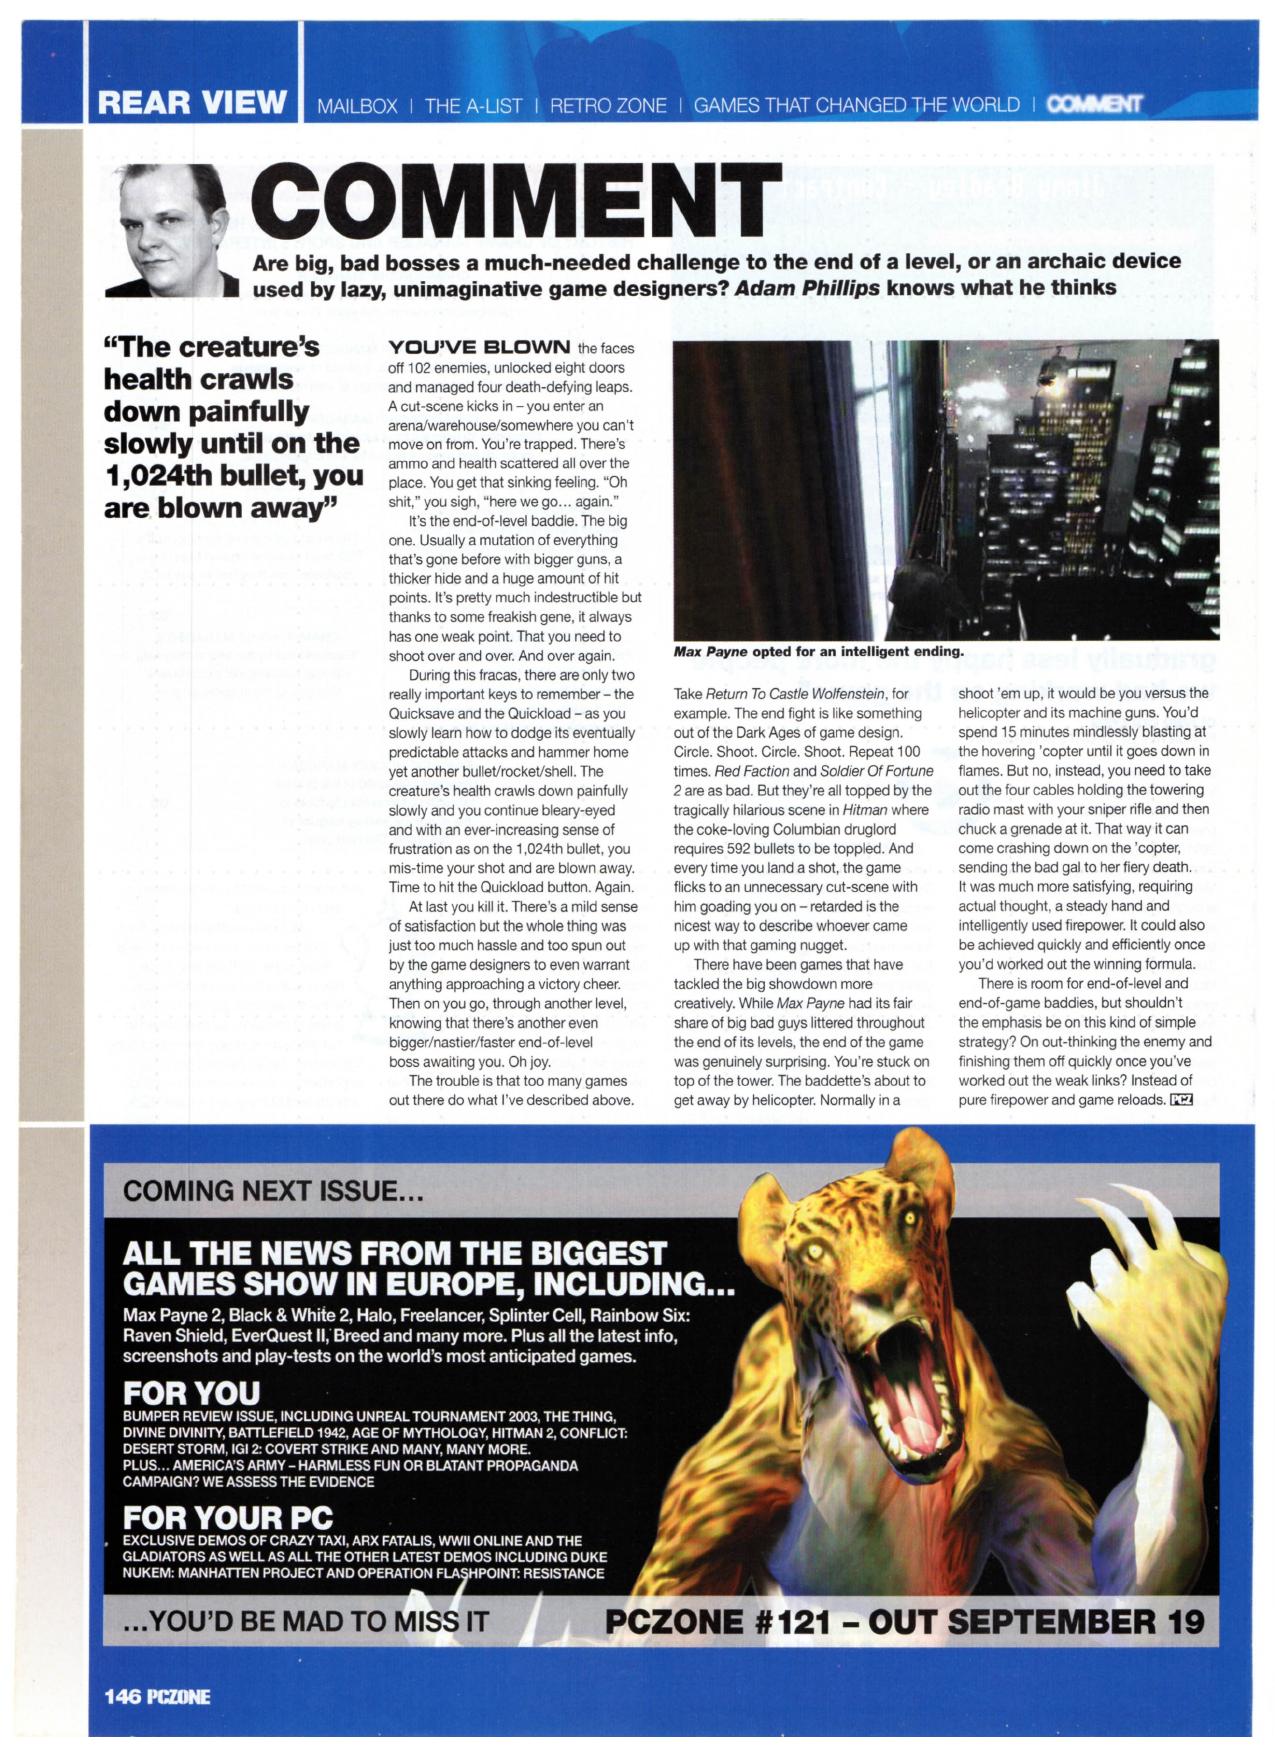 REAR VIEW
MAILBOX | THE A-LIST | RETRO ZONE | GAMES THAT CHANGED THE WORLD | COMMENT
COMMENT
Are big, bad bosses a much-needed challenge to the end of a level, or an archaic device
used by lazy, unimaginative game designers? Adam Phillips knows what he thinks
“The creature’s
health crawls
down painfully
slowly until on the
1,024th bullet, you
are blown away”
YOU’VE BLOWN the faces
off 102 enemies, unlocked eight doors
and managed four death-defying leaps.
A cut-scene kicks in – you enter an
arena/warehouse/somewhere you can’t
move on from. You’re trapped. There’s
ammo and health scattered all over the
place. You get that sinking feeling. “Oh
shit,” you sigh, “here we go... again.”
It’s the end-of-level baddie. The big
one. Usually a mutation of everything
that’s gone before with bigger guns, a
thicker hide and a huge amount of hit
points. It’s pretty much indestructible but
thanks to some freakish gene, it always
has one weak point. That you need to
shoot over and over. And over again.
During this fracas, there are only two
really important keys to remember – the
Quicksave and the Quickload – as you
slowly learn how to dodge its eventually
predictable attacks and hammer home
yet another bullet/rocket/shell. The
creature’s health crawls down painfully
slowly and you continue bleary-eyed
and with an ever-increasing sense of
frustration as on the 1,024th bullet, you
mis-time your shot and are blown away.
Time to hit the Quickload button. Again.
At last you kill it. There’s a mild sense
of satisfaction but the whole thing was
just too much hassle and too spun out
by the game designers to even warrant
anything approaching a victory cheer.
Then on you go, through another level,
knowing that there’s another even
bigger/nastier/faster end-of-level
boss awaiting you. Oh joy.
The trouble is that too many games
out there do what I’ve described above.
Max Payne opted for an intelligent ending.
Take Return To Castle Wolfenstein, for
example. The end fight is like something
out of the Dark Ages of game design.
Circle. Shoot. Circle. Shoot. Repeat 100
times. Red Faction and Soldier Of Fortune
2 are as bad. But they’re all topped by the
tragically hilarious scene in Hitman where
the coke-loving Columbian druglord
requires 592 bullets to be toppled. And
every time you land a shot, the game
flicks to an unnecessary cut-scene with
him goading you on – retarded is the
nicest way to describe whoever came
up with that gaming nugget.
There have been games that have
tackled the big showdown more
creatively. While Max Payne had its fair
share of big bad guys littered throughout
the end of its levels, the end of the game
was genuinely surprising. You’re stuck on
top of the tower. The baddette’s about to
get away by helicopter. Normally in a
shoot ’em up, it would be you versus the
helicopter and its machine guns. You’d
spend 15 minutes mindlessly blasting at
the hovering ’copter until it goes down in
flames. But no, instead, you need to take
out the four cables holding the towering
radio mast with your sniper rifle and then
chuck a grenade at it. That way it can
come crashing down on the ’copter,
sending the bad gal to her fiery death.
It was much more satisfying, requiring
actual thought, a steady hand and
intelligently used firepower. It could also
be achieved quickly and efficiently once
you’d worked out the winning formula.
There is room for end-of-level and
end-of-game baddies, but shouldn’t
the emphasis be on this kind of simple
strategy? On out-thinking the enemy and
finishing them off quickly once you’ve
worked out the weak links? Instead of
pure firepower and game reloads. PCZ
COMING NEXT ISSUE...
ALL THE NEWS FROM THE BIGGEST
GAMES SHOW IN EUROPE, INCLUDING...
Max Payne 2, Black & White 2, Halo, Freelancer, Splinter Cell, Rainbow Six:
Raven Shield, EverQuest II, Breed and many more. Plus all the latest info,
screenshots and play-tests on the world’s most anticipated games.
FOR YOU
BUMPER REVIEW ISSUE, INCLUDING UNREAL TOURNAMENT 2003, THE THING,
DIVINE DIVINITY, BATTLEFIELD 1942, AGE OF MYTHOLOGY, HITMAN 2, CONFLICT:
DESERT STORM, IGI 2: COVERT STRIKE AND MANY, MANY MORE.
PLUS... AMERICA’S ARMY – HARMLESS FUN OR BLATANT PROPAGANDA
CAMPAIGN? WE ASSESS THE EVIDENCE
FOR YOUR PC
EXCLUSIVE DEMOS OF CRAZY TAXI, ARX FATALIS, WWII ONLINE AND THE
GLADIATORS AS WELL AS ALL THE OTHER LATEST DEMOS INCLUDING DUKE
NUKEM: MANHATTEN PROJECT AND OPERATION FLASHPOINT: RESISTANCE
...YOU’D BE MAD TO MISS IT
PCZONE #121 – OUT SEPTEMBER 19
146 PCZONE